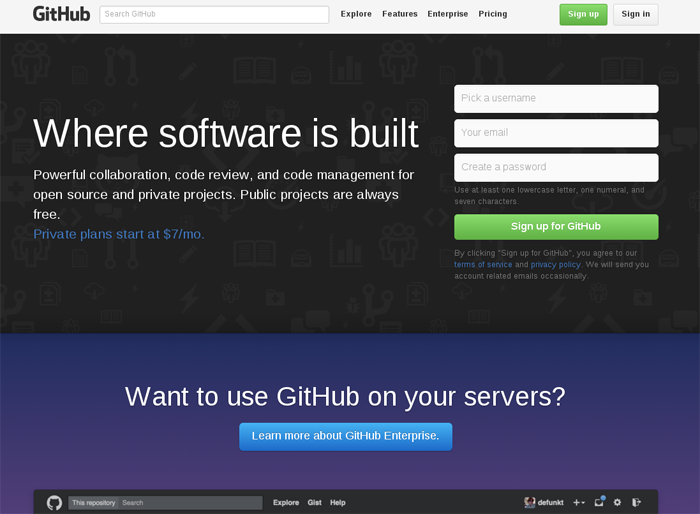 GitHub
Search GitHub
Explore Features Enterprise Pricing
Sign up
Sign in
Where software is built
Powerful collaboration, code review, and code management for
open source and private projects. Public projects are always
free.
Private plans start at $7/mo.
Pick a username
Your email
Create a password
Use at least one lowercase letter, one numeral, and
seven characters.
Sign up for GitHub
By clicking "Sign up for GitHub", you agree to our
terms of service and privacy policy. We will send you
account related emails occasionally.
Want to use GitHub on your servers?
Learn more about GitHub Enterprise.
This repository Search
Explore Gist Help
defunkt